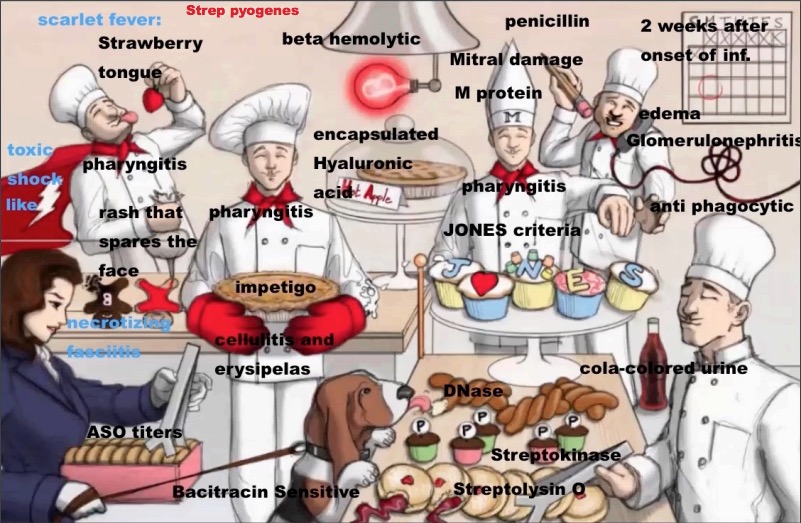 Strep pyogenes
scarlet fever:
Strawberry
tongue
beta hemolytic
penicillin
2 weeks after
onset of inf.
Mitral damage
M protein
M
edema
Glomerulonephritis
toxic
shock
like
pharyngitis
encapsulated
Hyaluronic
acid
Hot Apple
pharyngitis
anti phagocytic
rash that
spares the
face
pharyngitis
JONES criteria
J N E S
impetigo
B
necrotizing
fasciitis
cellulitis and
erysipelas
cola-colored urine
DNase
P P P P P
ASO titers
Streptokinase
Bacitracin Sensitive
Streptolysin O